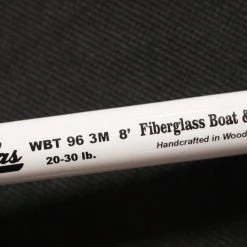 WBT 96 3M 8' Fiberglass Boat &
20-30 lb. Handcrafted in Wood